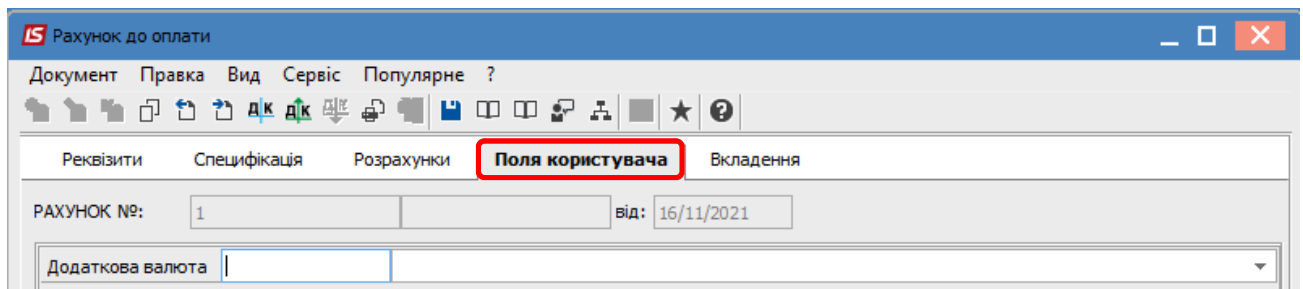 IS Рахунок до оплати
Документ Правка Вид Сервіс Популярне ?
Реквізити Специфікація Розрахунки Поля користувача Вкладення
РАХУНОК №: 1 від: 16/11/2021
Додаткова валюта